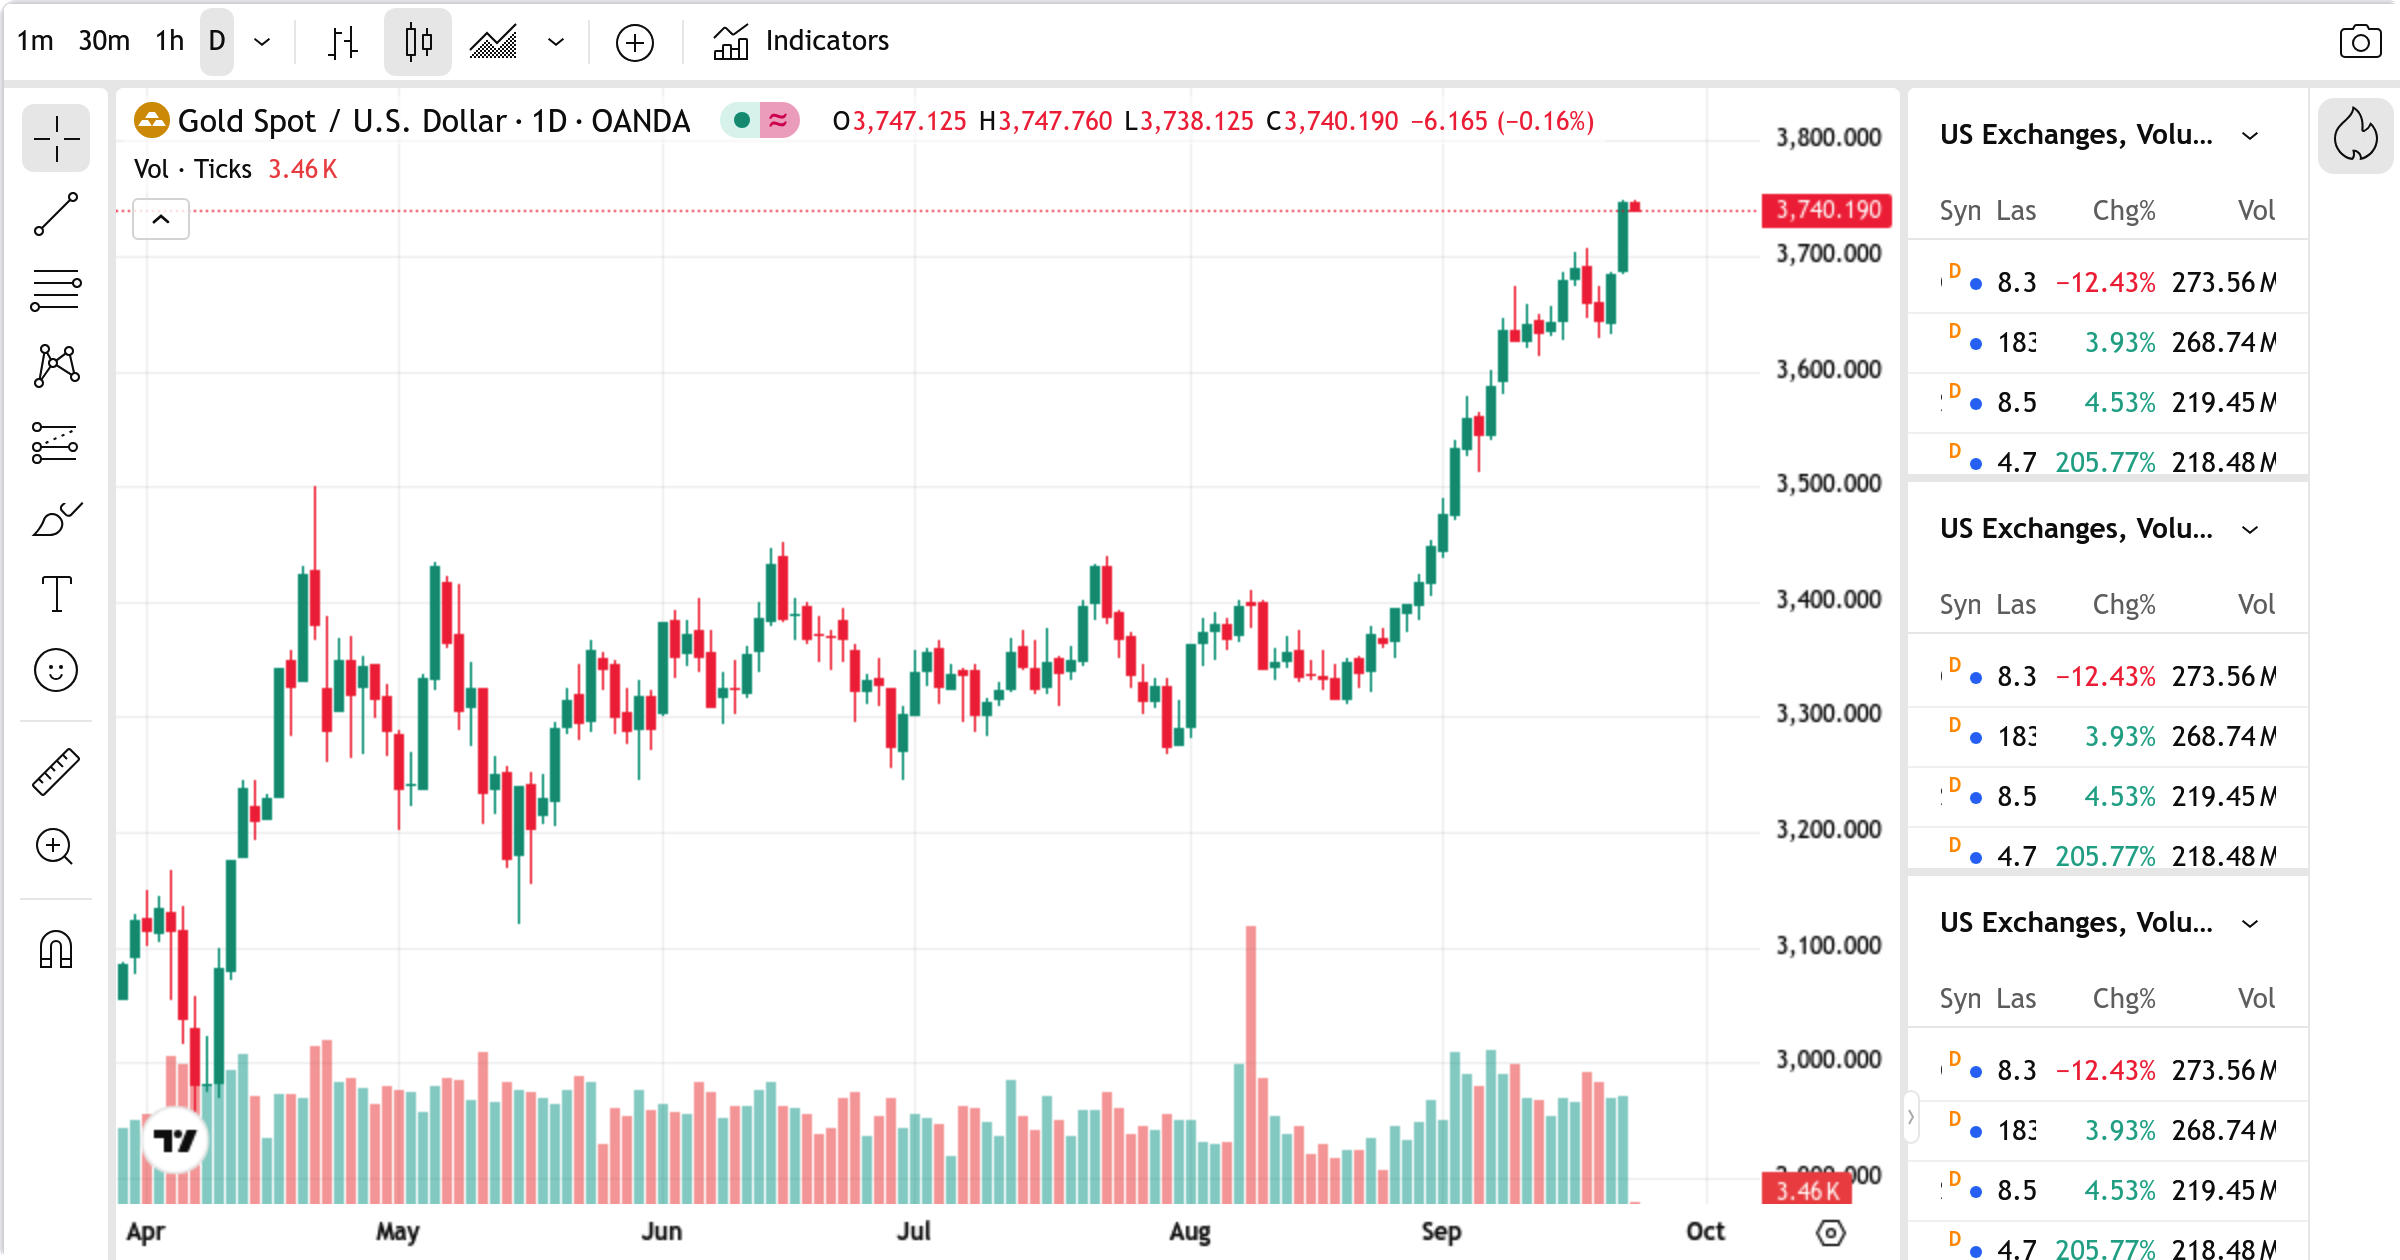 1m 30m 1h D Indicators
Gold Spot / U.S. Dollar · 1D · OANDA O3,747.125 H3,747.760 L3,738.125 C3,740.190 −6.165 (−0.16%)
Vol · Ticks 3.46 K
3,800.000
3,740.190
3,700.000
3,600.000
3,500.000
3,400.000
3,300.000
3,200.000
3,100.000
3,000.000
3.46 K
Apr May Jun Jul Aug Sep Oct
US Exchanges, Volu...
Syn Las Chg% Vol
D 8.3 −12.43% 273.56 M
D 183 3.93% 268.74 M
D 8.5 4.53% 219.45 M
D 4.7 205.77% 218.48 M
US Exchanges, Volu...
Syn Las Chg% Vol
D 8.3 −12.43% 273.56 M
D 183 3.93% 268.74 M
D 8.5 4.53% 219.45 M
D 4.7 205.77% 218.48 M
US Exchanges, Volu...
Syn Las Chg% Vol
D 8.3 −12.43% 273.56 M
D 183 3.93% 268.74 M
D 8.5 4.53% 219.45 M
D 4.7 205.77% 218.48 M